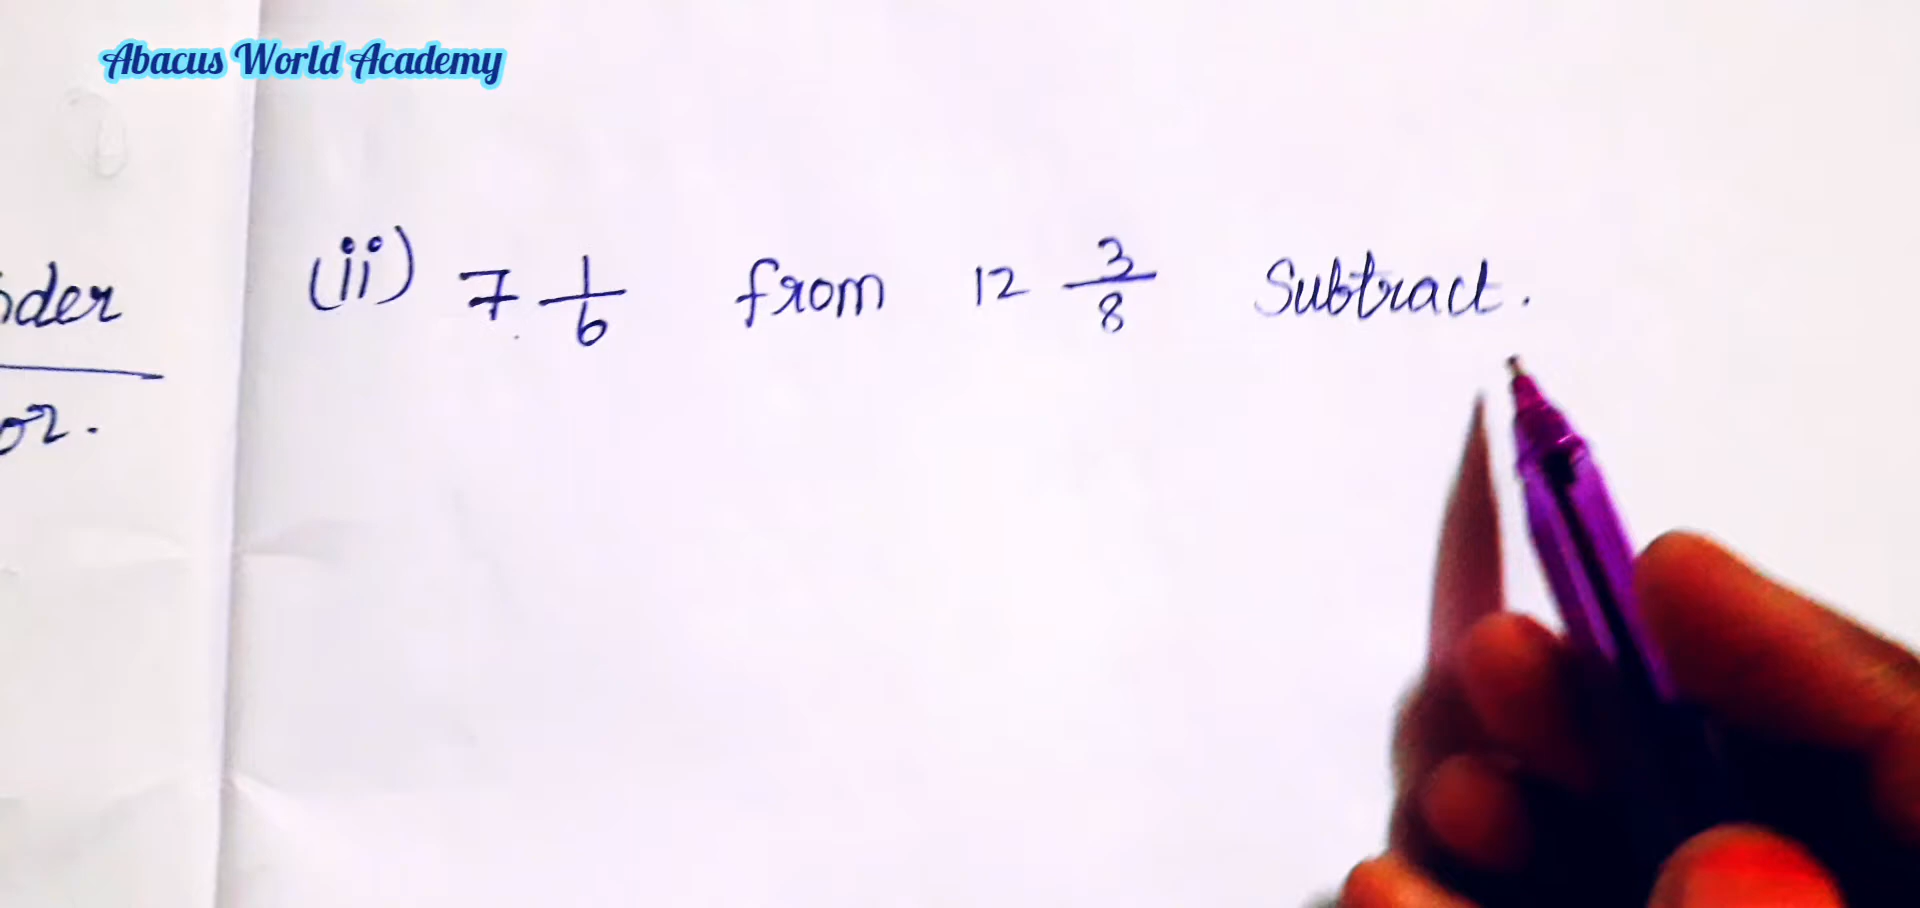 Abacus World Academy
(ii) 7 1/6 from 12 3/8 Subtract.